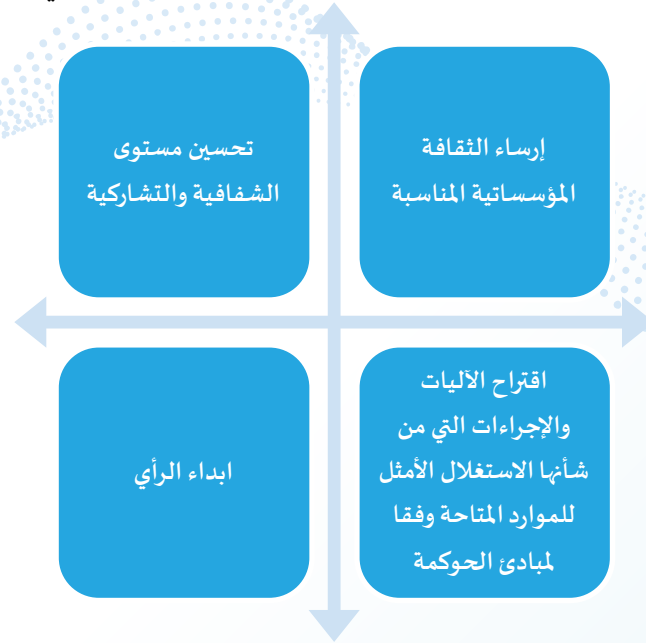 إرساء الثقافة
المؤسساتية المناسبة
تحسين مستوى
الشفافية والتشاركية
اقتراح الآليات
والإجراءات التي من
شأنها الاستغلال الأمثل
للموارد المتاحة وفقا
لمبادئ الحوكمة
ابداء الرأي